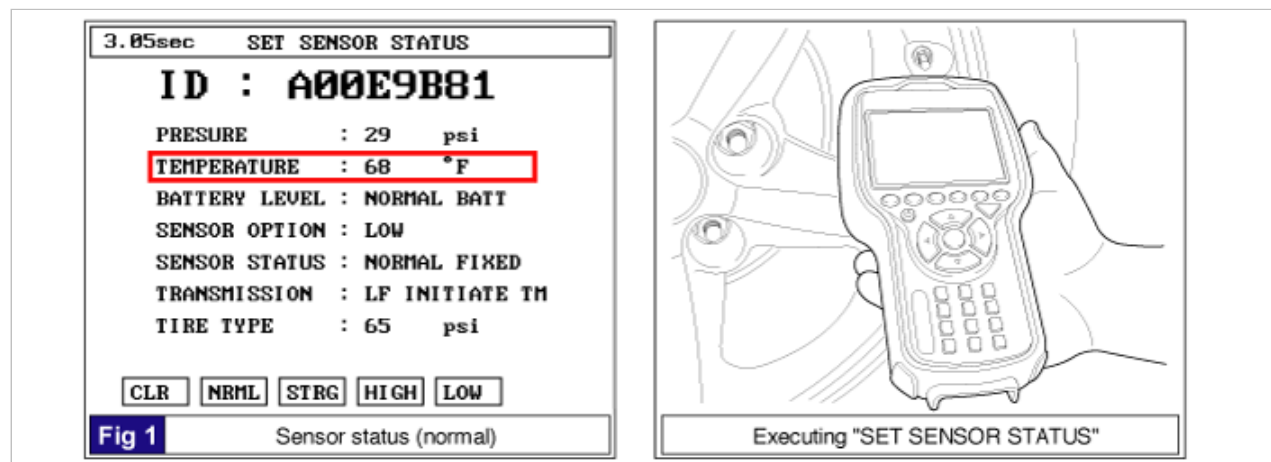 3.05sec SET SENSOR STATUS
ID : A00E9B81
PRESURE : 29 psi
TEMPERATURE : 68 °F
BATTERY LEVEL : NORMAL BATT
SENSOR OPTION : LOW
SENSOR STATUS : NORMAL FIXED
TRANSMISSION : LF INITIATE TM
TIRE TYPE : 65 psi
CLR NRML STRG HIGH LOW
Fig 1 Sensor status (normal)
Executing "SET SENSOR STATUS"